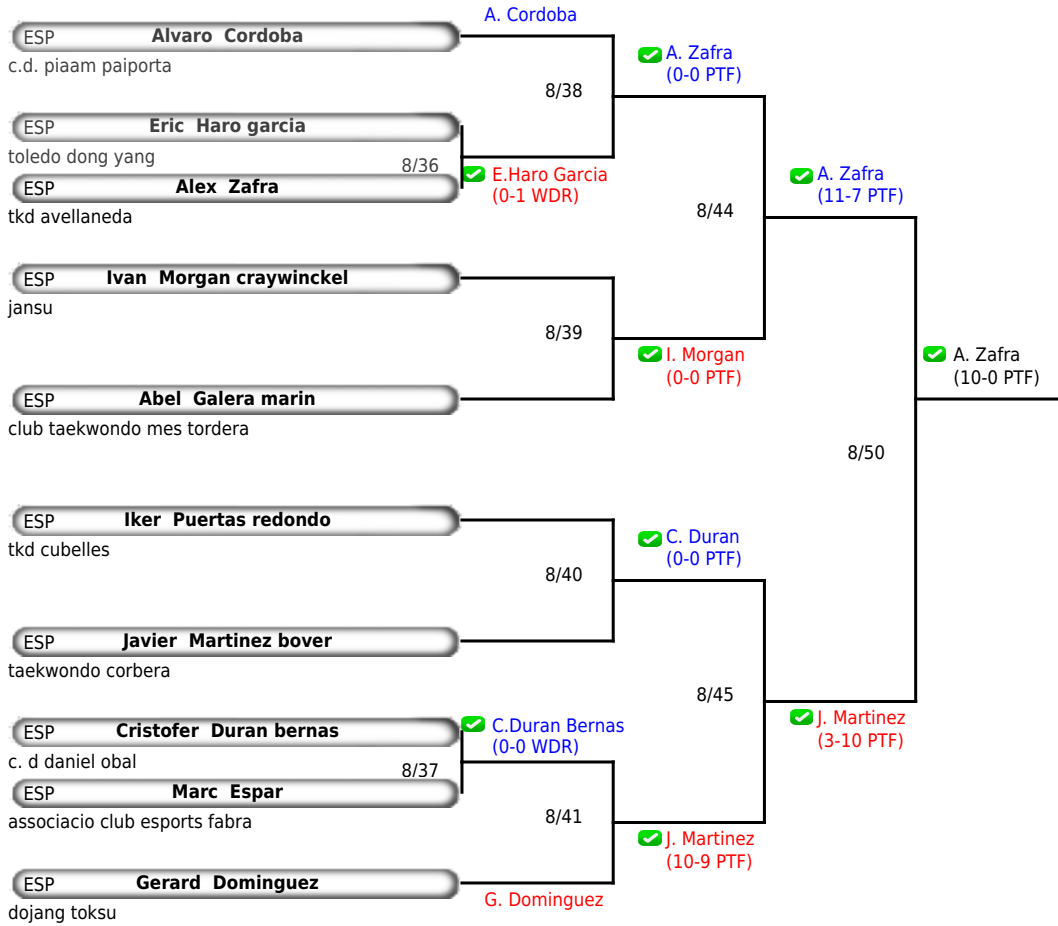 A. Cordoba
ESP Alvaro Cordoba
c.d. piaam paiporta
A. Zafra
(0-0 PTF)
8/38
ESP Eric Haro garcia
toledo dong yang
8/36
E.Haro Garcia
(0-1 WDR)
ESP Alex Zafra
tkd avellaneda
A. Zafra
(11-7 PTF)
8/44
ESP Ivan Morgan craywinckel
jansu
8/39
I. Morgan
(0-0 PTF)
A. Zafra
(10-0 PTF)
ESP Abel Galera marin
club taekwondo mes tordera
8/50
ESP Iker Puertas redondo
tkd cubelles
C. Duran
(0-0 PTF)
8/40
ESP Javier Martinez bover
taekwondo corbera
8/45
J. Martinez
(3-10 PTF)
ESP Cristofer Duran bernas
c. d daniel obal
C.Duran Bernas
(0-0 WDR)
8/37
ESP Marc Espar
associacio club esports fabra
8/41
J. Martinez
(10-9 PTF)
ESP Gerard Dominguez
dojang toksu
G. Dominguez